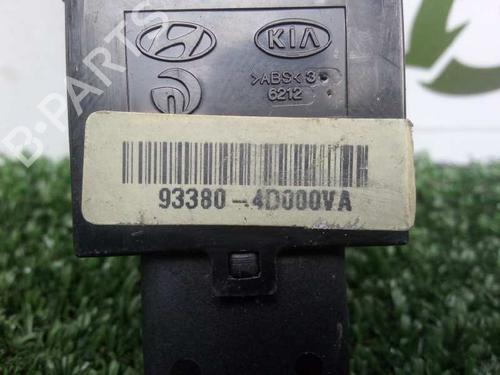 KIA
>ABS<3
6212
93380-4D000VA
B-PARTS